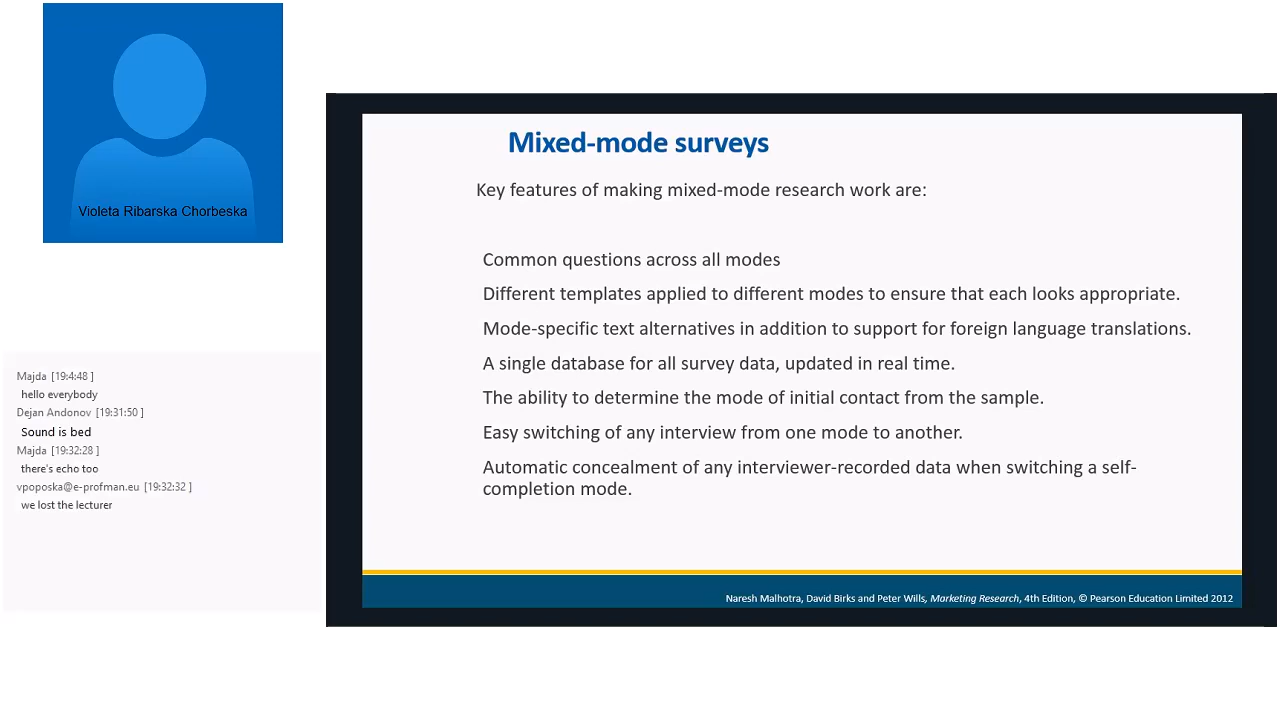 Violeta Ribarska Chorbeska
Majda [19:4:48 ]
hello everybody
Dejan Andonov [19:31:50 ]
Sound is bed
Majda [19:32:28 ]
there's echo too
vpoposka@e-profman.eu [19:32:32 ]
we lost the lecturer
Mixed-mode surveys
Key features of making mixed-mode research work are:
Common questions across all modes
Different templates applied to different modes to ensure that each looks appropriate.
Mode-specific text alternatives in addition to support for foreign language translations.
A single database for all survey data, updated in real time.
The ability to determine the mode of initial contact from the sample.
Easy switching of any interview from one mode to another.
Automatic concealment of any interviewer-recorded data when switching a self-
completion mode.
Naresh Malhotra, David Birks and Peter Wills, Marketing Research, 4th Edition, © Pearson Education Limited 2012